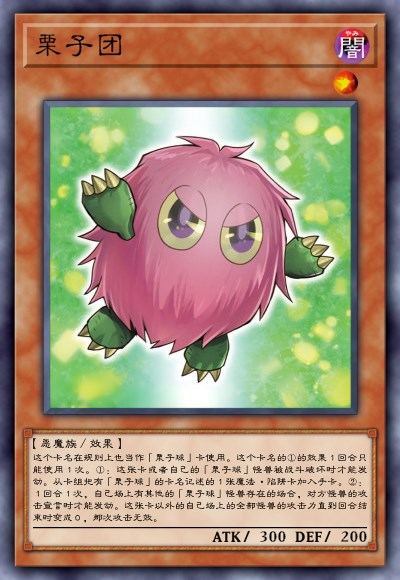 栗子团
やみ
闇
【恶魔族/效果】
这个卡名在规则上也当作「栗子球」卡使用。这个卡名的①的效果1回合只
能使用1次。①：这张卡或者自己的「栗子球」怪兽被战斗破坏时才能发
动。从卡组把有「栗子球」的卡名记述的1张魔法·陷阱卡加入手卡。②：
1回合1次，自己场上有其他的「栗子球」怪兽存在的场合，对方怪兽的攻
击宣言时才能发动。这张卡以外的自己场上的全部怪兽的攻击力直到回合结
束时变成0，那次攻击无效。
ATK/ 300 DEF/ 200